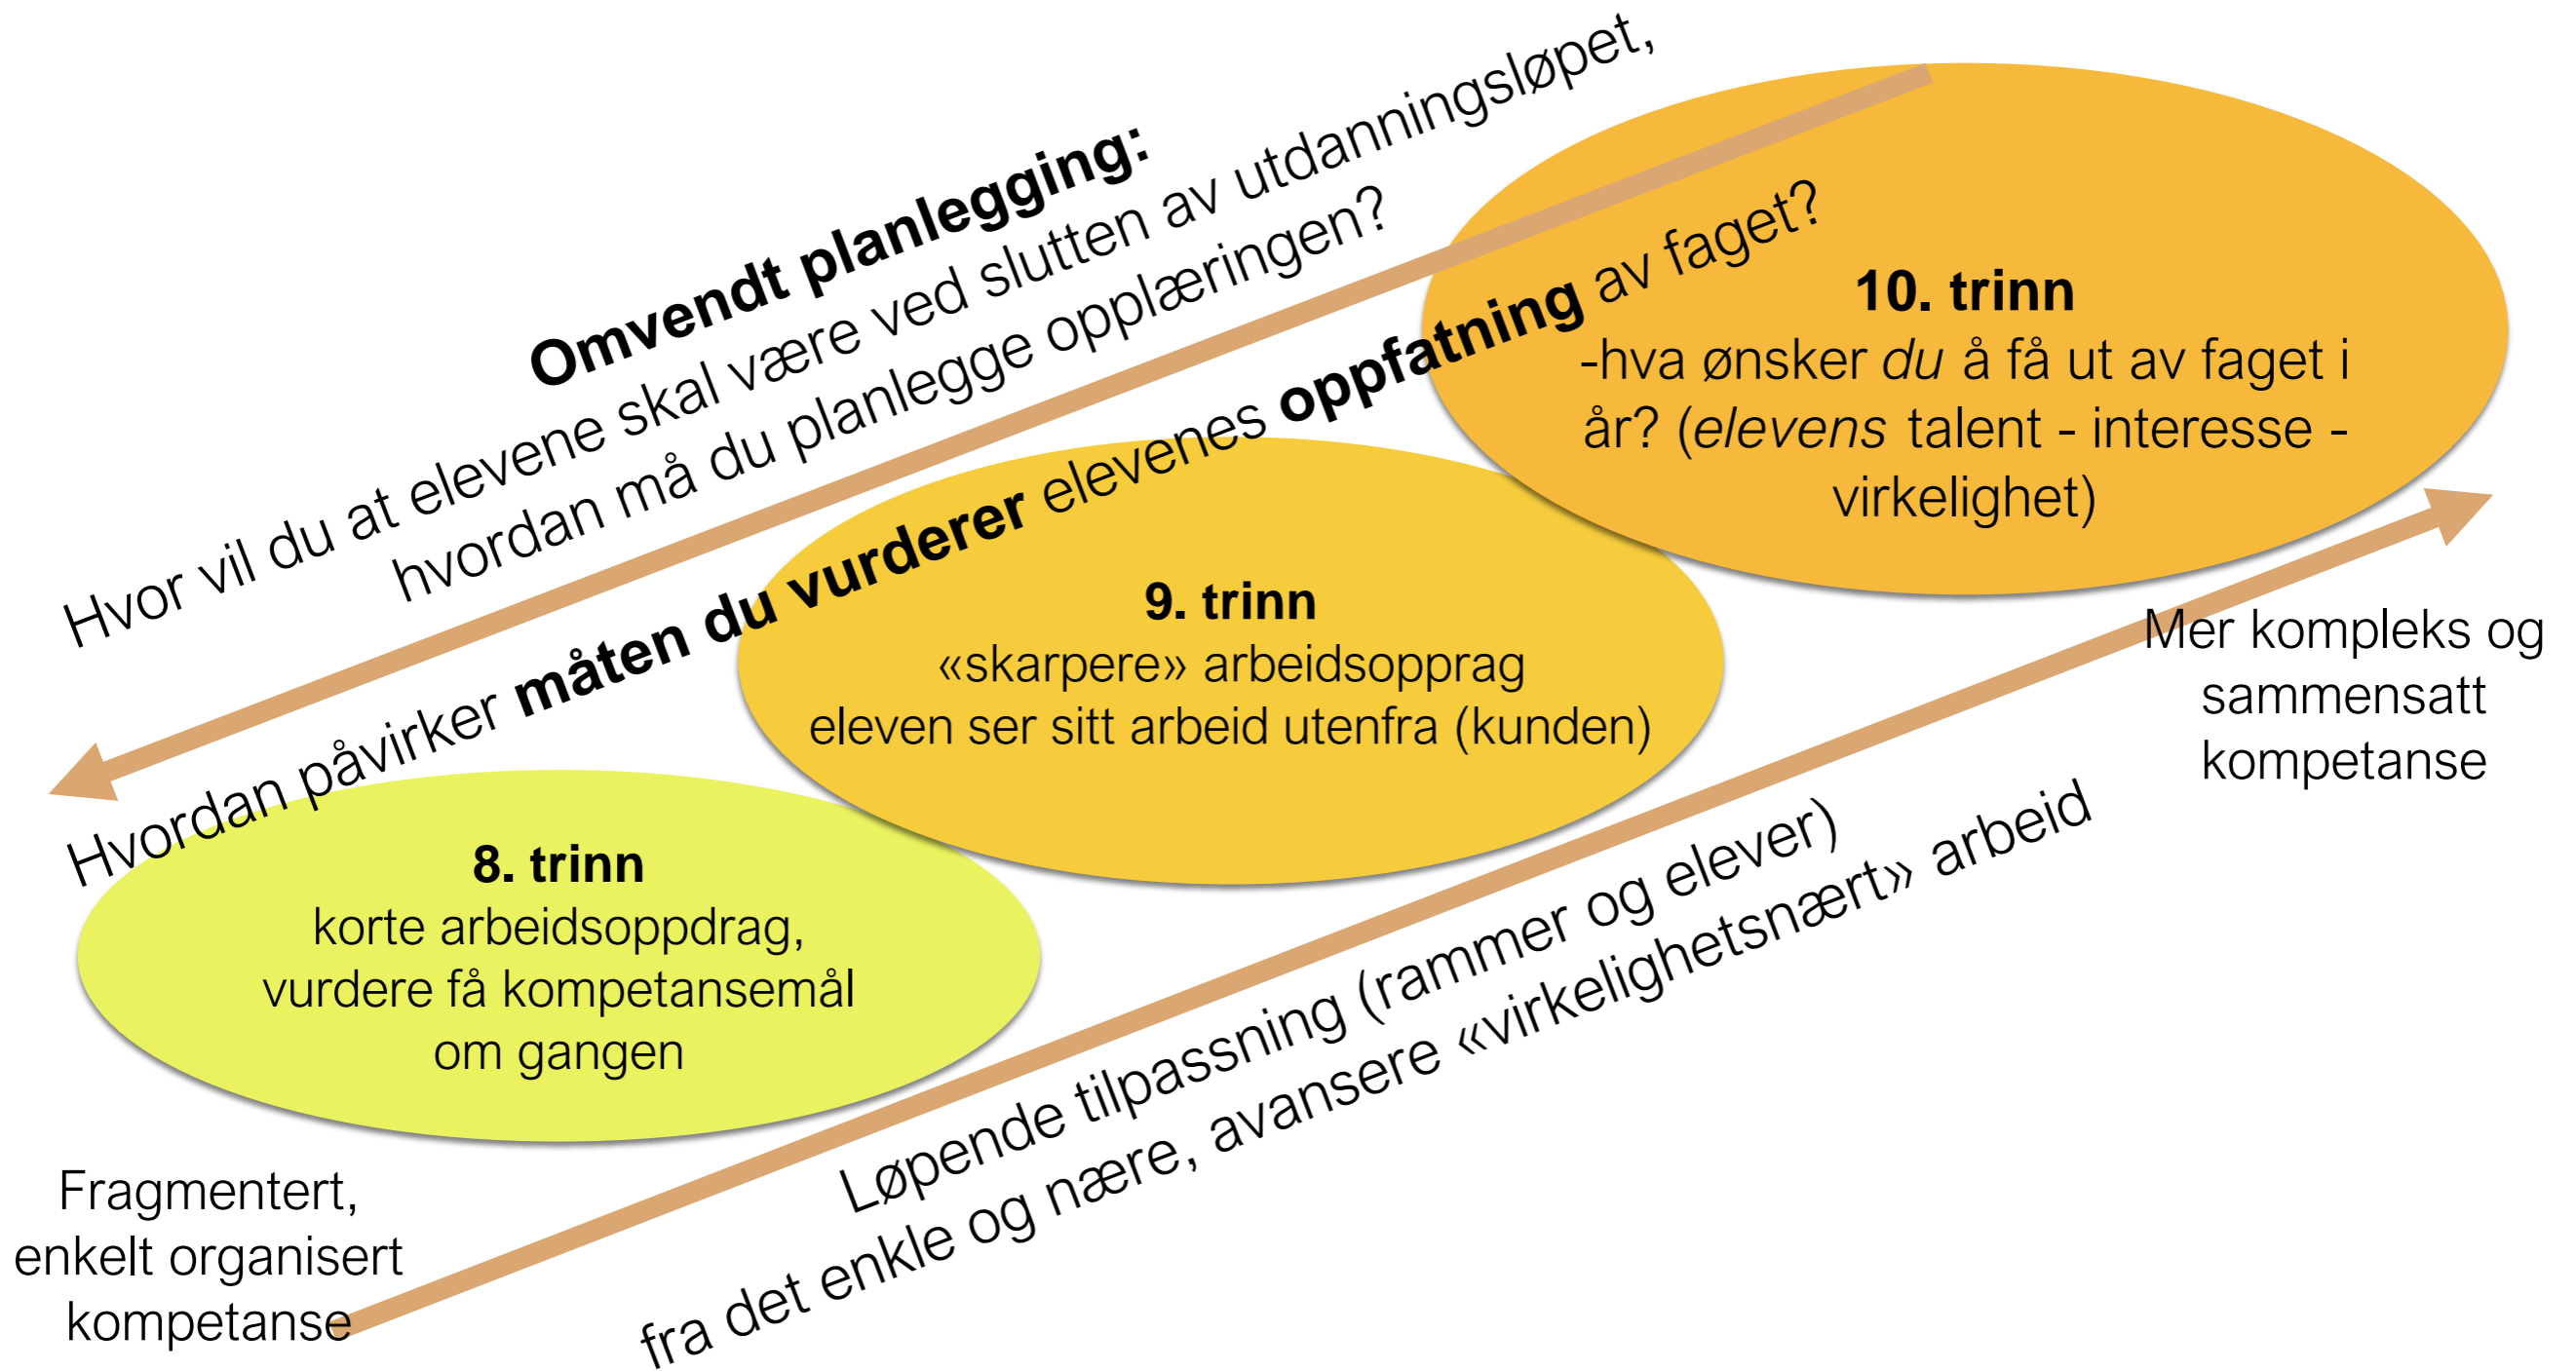 Omvendt planlegging:
Hvor vil du at elevene skal være ved slutten av utdanningsløpet,
hvordan må du planlegge opplæringen?
Hvordan påvirker måten du vurderer elevenes oppfatning av faget?
10. trinn
-hva ønsker du å få ut av faget i
år? (elevens talent - interesse -
virkelighet)
9. trinn
«skarpere» arbeidsopprag
eleven ser sitt arbeid utenfra (kunden)
8. trinn
korte arbeidsoppdrag,
vurdere få kompetansemål
om gangen
Mer kompleks og
sammensatt
kompetanse
Løpende tilpassning (rammer og elever)
fra det enkle og nære, avansere «virkelighetsnært» arbeid
Fragmentert,
enkelt organisert
kompetanse